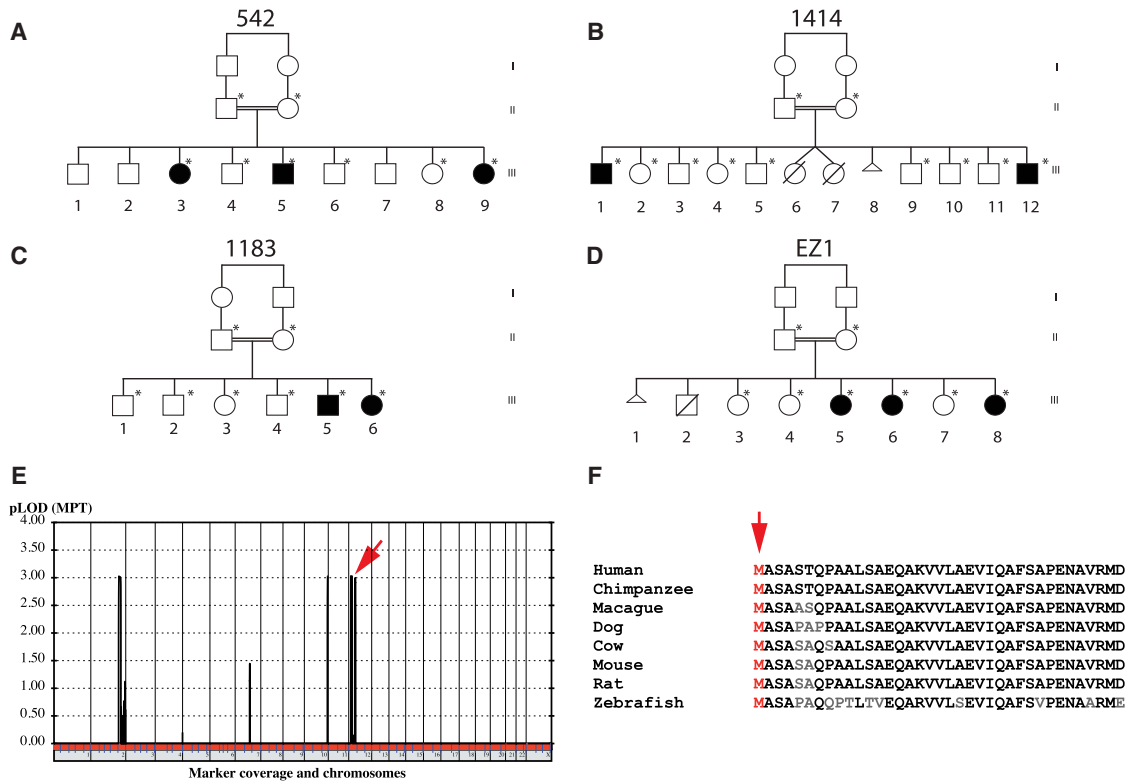 A
542
I
II
* *
* * * * * *
III
1 2 3 4 5 6 7 8 9
B
1414
I
II
* *
* * * * * * * * *
III
1 2 3 4 5 6 7 8 9 10 11 12
C
1183
I
II
* *
* * * * * *
III
1 2 3 4 5 6
D
EZ1
I
II
* *
* * * * * *
III
1 2 3 4 5 6 7 8
E
pLOD (MPT)
4.00
3.50
3.00
2.50
2.00
1.50
1.00
0.50
0.00
Marker coverage and chromosomes
F
Human MASASTQPAALSAEQAKVVLAEVIQAFSAPENAVRMD
Chimpanzee MASASTQPAALSAEQAKVVLAEVIQAFSAPENAVRMD
Macague MASAASQPAALSAEQAKVVLAEVIQAFSAPENAVRMD
Dog MASAPAPPAALSAEQAKVVLAEVIQAFSAPENAVRMD
Cow MASASAQSAALSAEQAKVVLAEVIQAFSAPENAVRMD
Mouse MASASAQPAALSAEQAKVVLAEVIQAFSAPENAVRMD
Rat MASASAQPAALSAEQAKVVLAEVIQAFSAPENAVRMD
Zebrafish MASAPAQQPTLTVEQARVVLSEVIQAFSVPENAARME